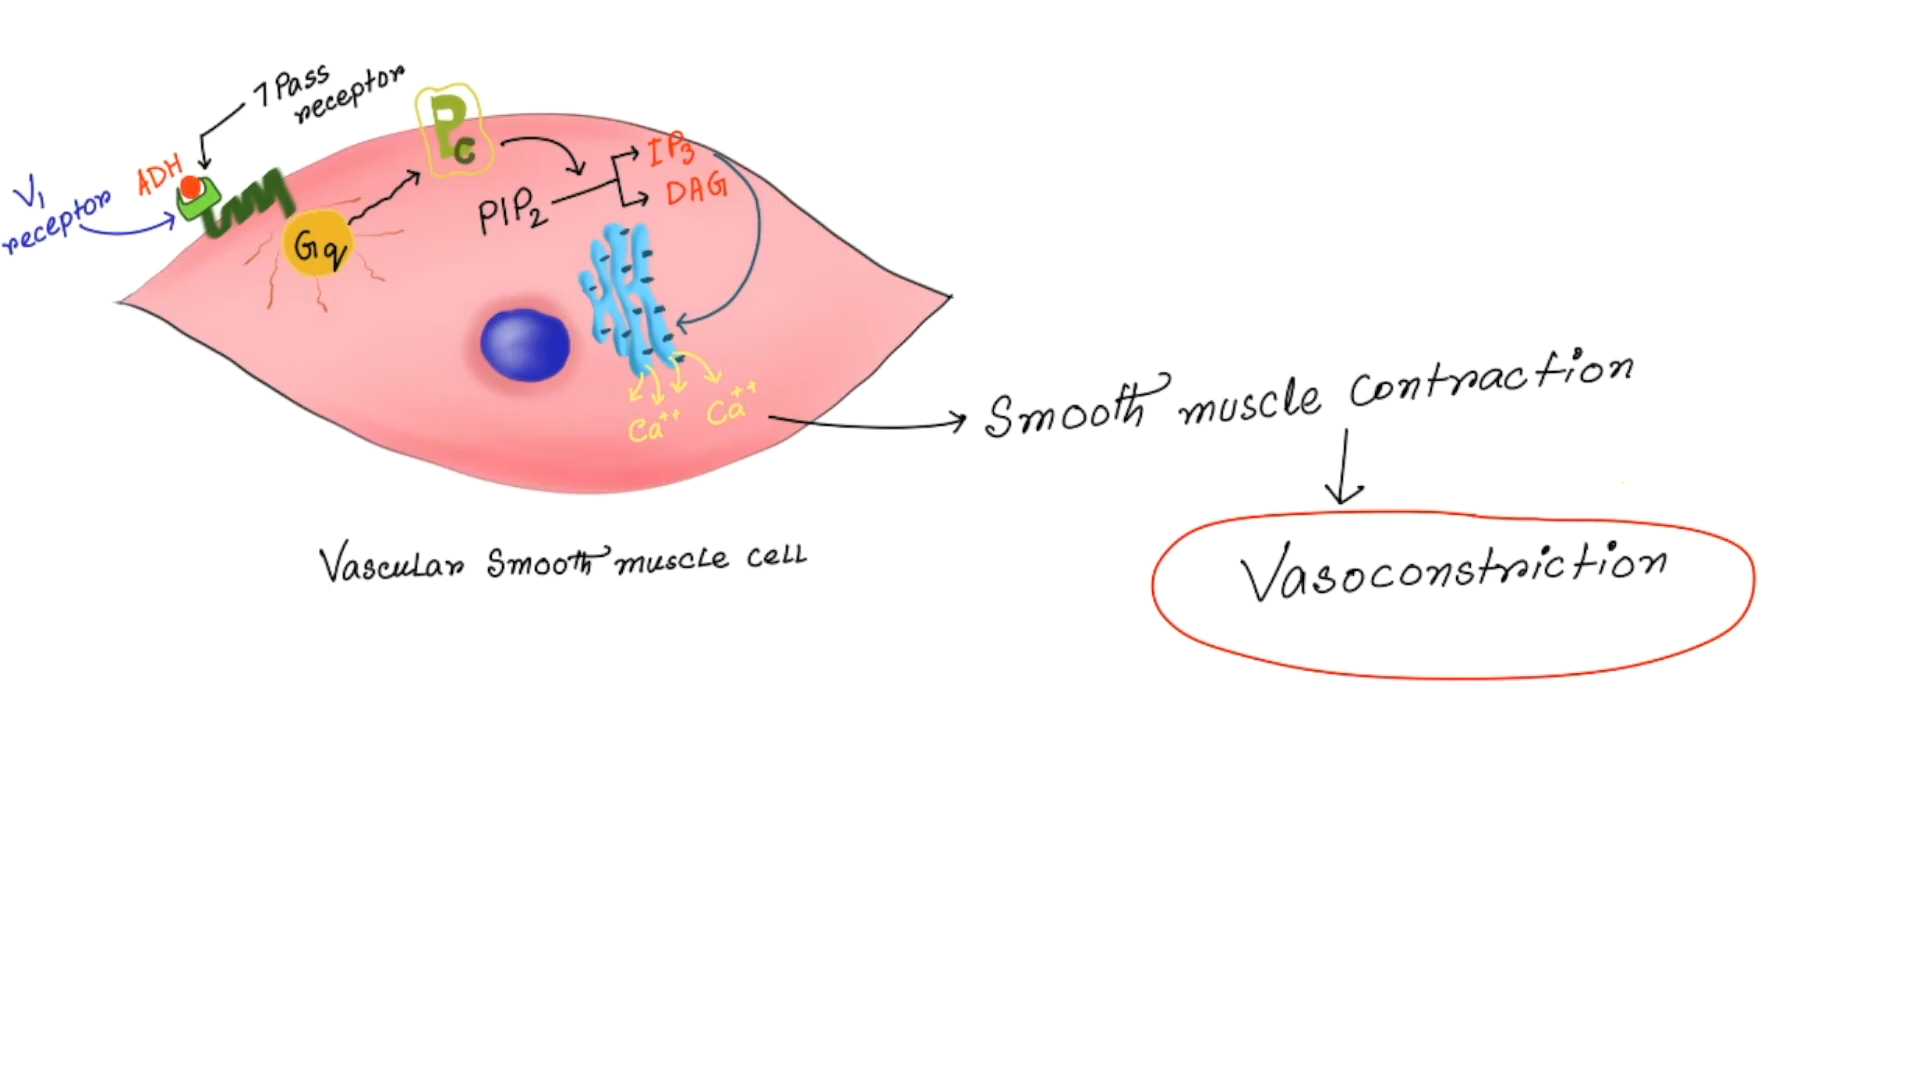 7 Pass
receptor
ADH
V1
receptor
Gq
Pc
PIP2
IP3
DAG
Ca++ Ca++
Smooth muscle contraction
Vasoconstriction
Vascular Smooth muscle cell